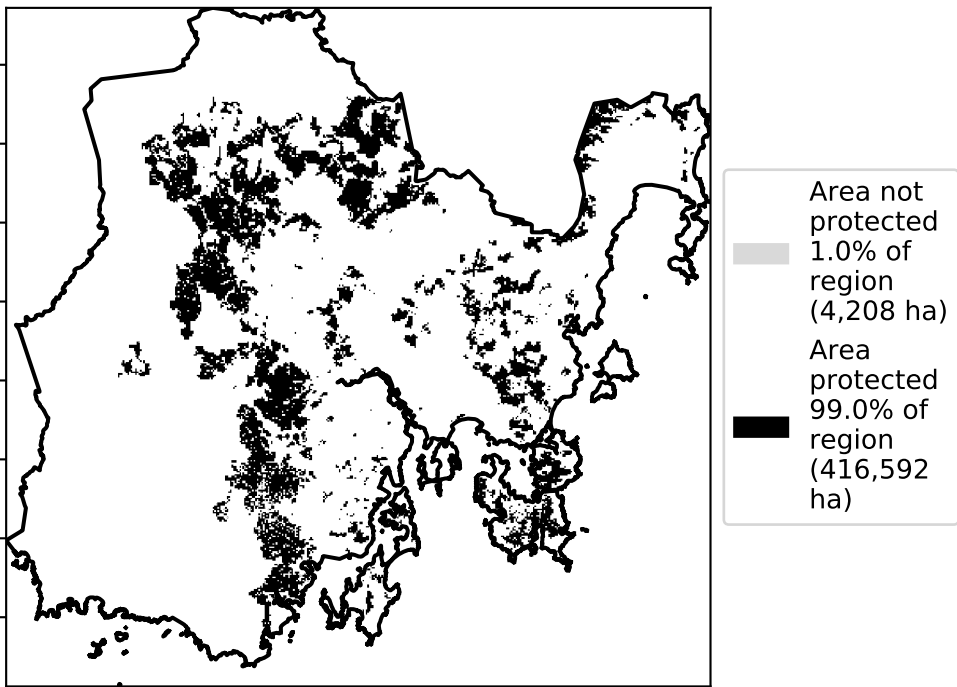 Area not
protected
1.0% of
region
(4,208 ha)
Area
protected
99.0% of
region
(416,592
ha)